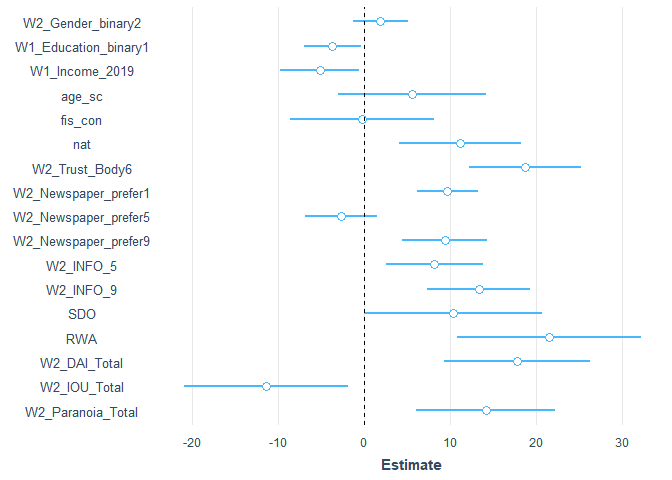 W2_Gender_binary2
W1_Education_binary1
W1_Income_2019
age_sc
fis_con
nat
W2_Trust_Body6
W2_Newspaper_prefer1
W2_Newspaper_prefer5
W2_Newspaper_prefer9
W2_INFO_5
W2_INFO_9
SDO
RWA
W2_DAI_Total
W2_IOU_Total
W2_Paranoia_Total
-20 -10 0 10 20 30
Estimate